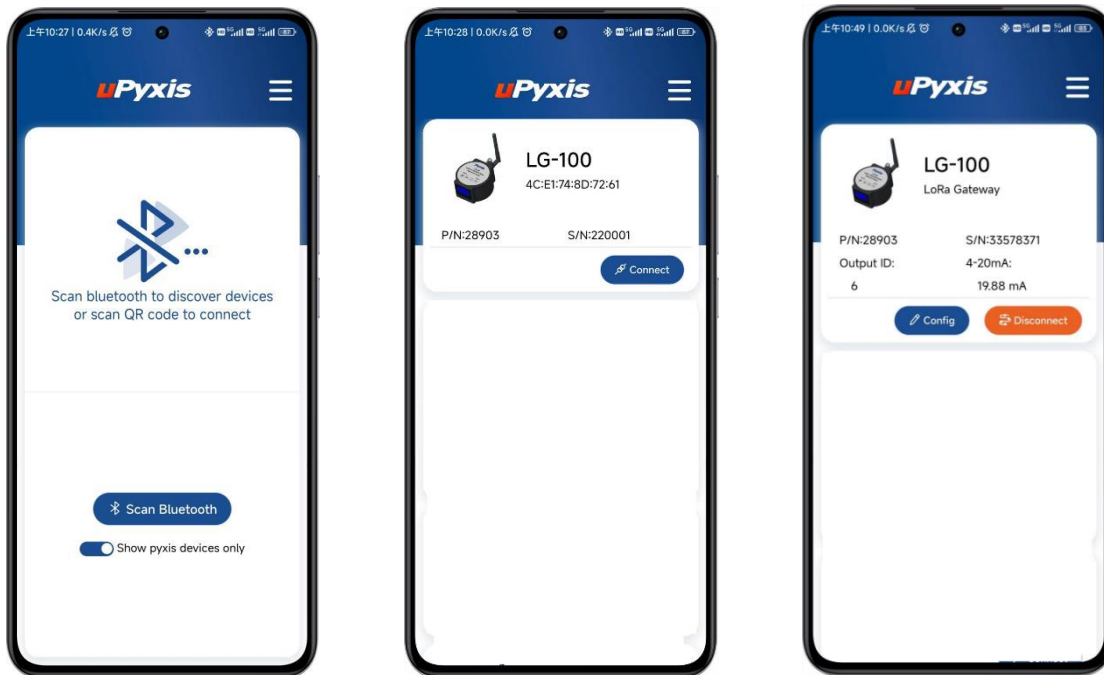 上午10:27 | 0.4K/s
uPyxis
Scan bluetooth to discover devices
or scan QR code to connect
Scan Bluetooth
Show pyxis devices only
上午10:28 | 0.0K/s
uPyxis
LG-100
4C:E1:74:8D:72:61
P/N:28903 S/N:220001
Connect
上午10:49 | 0.0K/s
uPyxis
LG-100
LoRa Gateway
P/N:28903 S/N:33578371
Output ID: 4-20mA:
6 19.88 mA
Config Disconnect